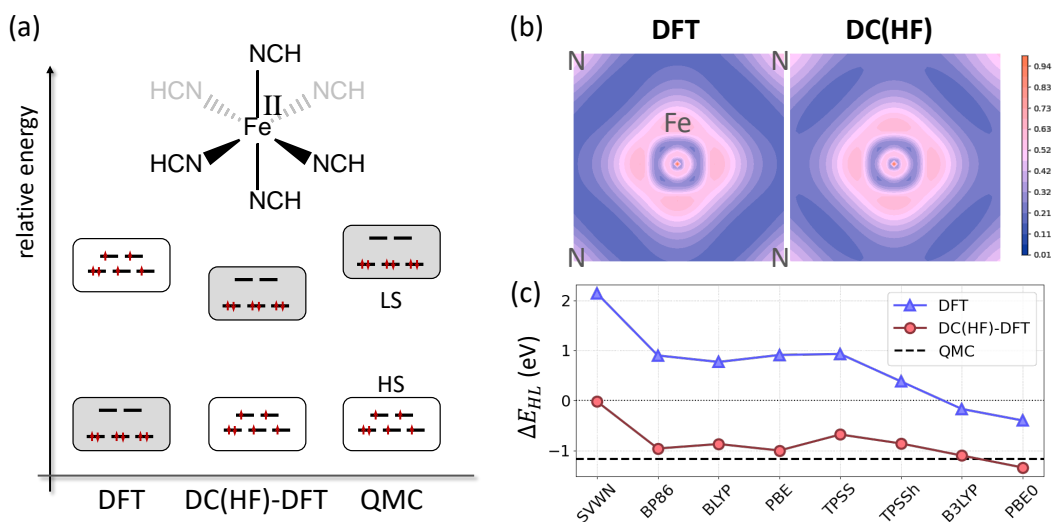 (a)
relative energy
NCH
HCN
NCH
II
Fe
HCN
NCH
NCH
LS
HS
DFT
DC(HF)-DFT
QMC
(b)
DFT
DC(HF)
N
N
Fe
N
N
0.94
0.83
0.73
0.63
0.52
0.42
0.32
0.21
0.11
0.01
(c)
ΔE_HL (eV)
2
1
0
−1
DFT
DC(HF)-DFT
QMC
SVWN
BP86
BLYP
PBE
TPSS
TPSSh
B3LYP
PBE0